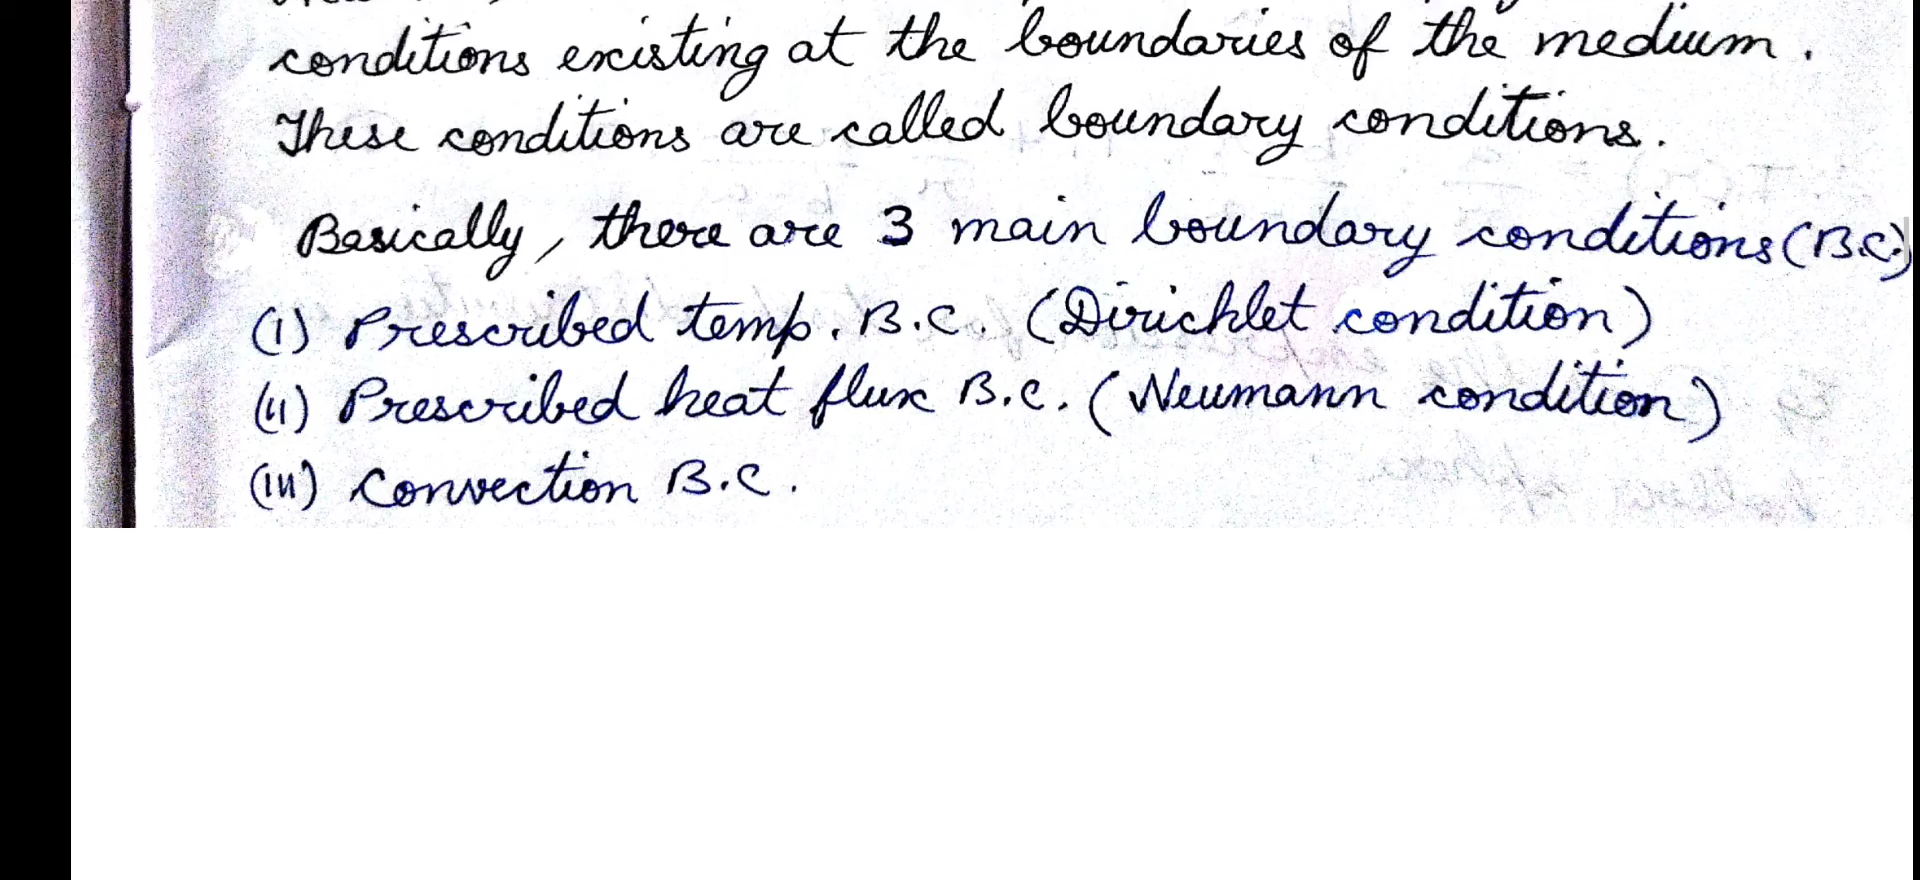 conditions existing at the boundaries of the medium.
These conditions are called boundary conditions.
Basically, there are 3 main boundary conditions (B.C.)
(i) Prescribed temp. B.C. (Dirichlet condition)
(ii) Prescribed heat flux B.C. (Neumann condition)
(iii) Convection B.C.